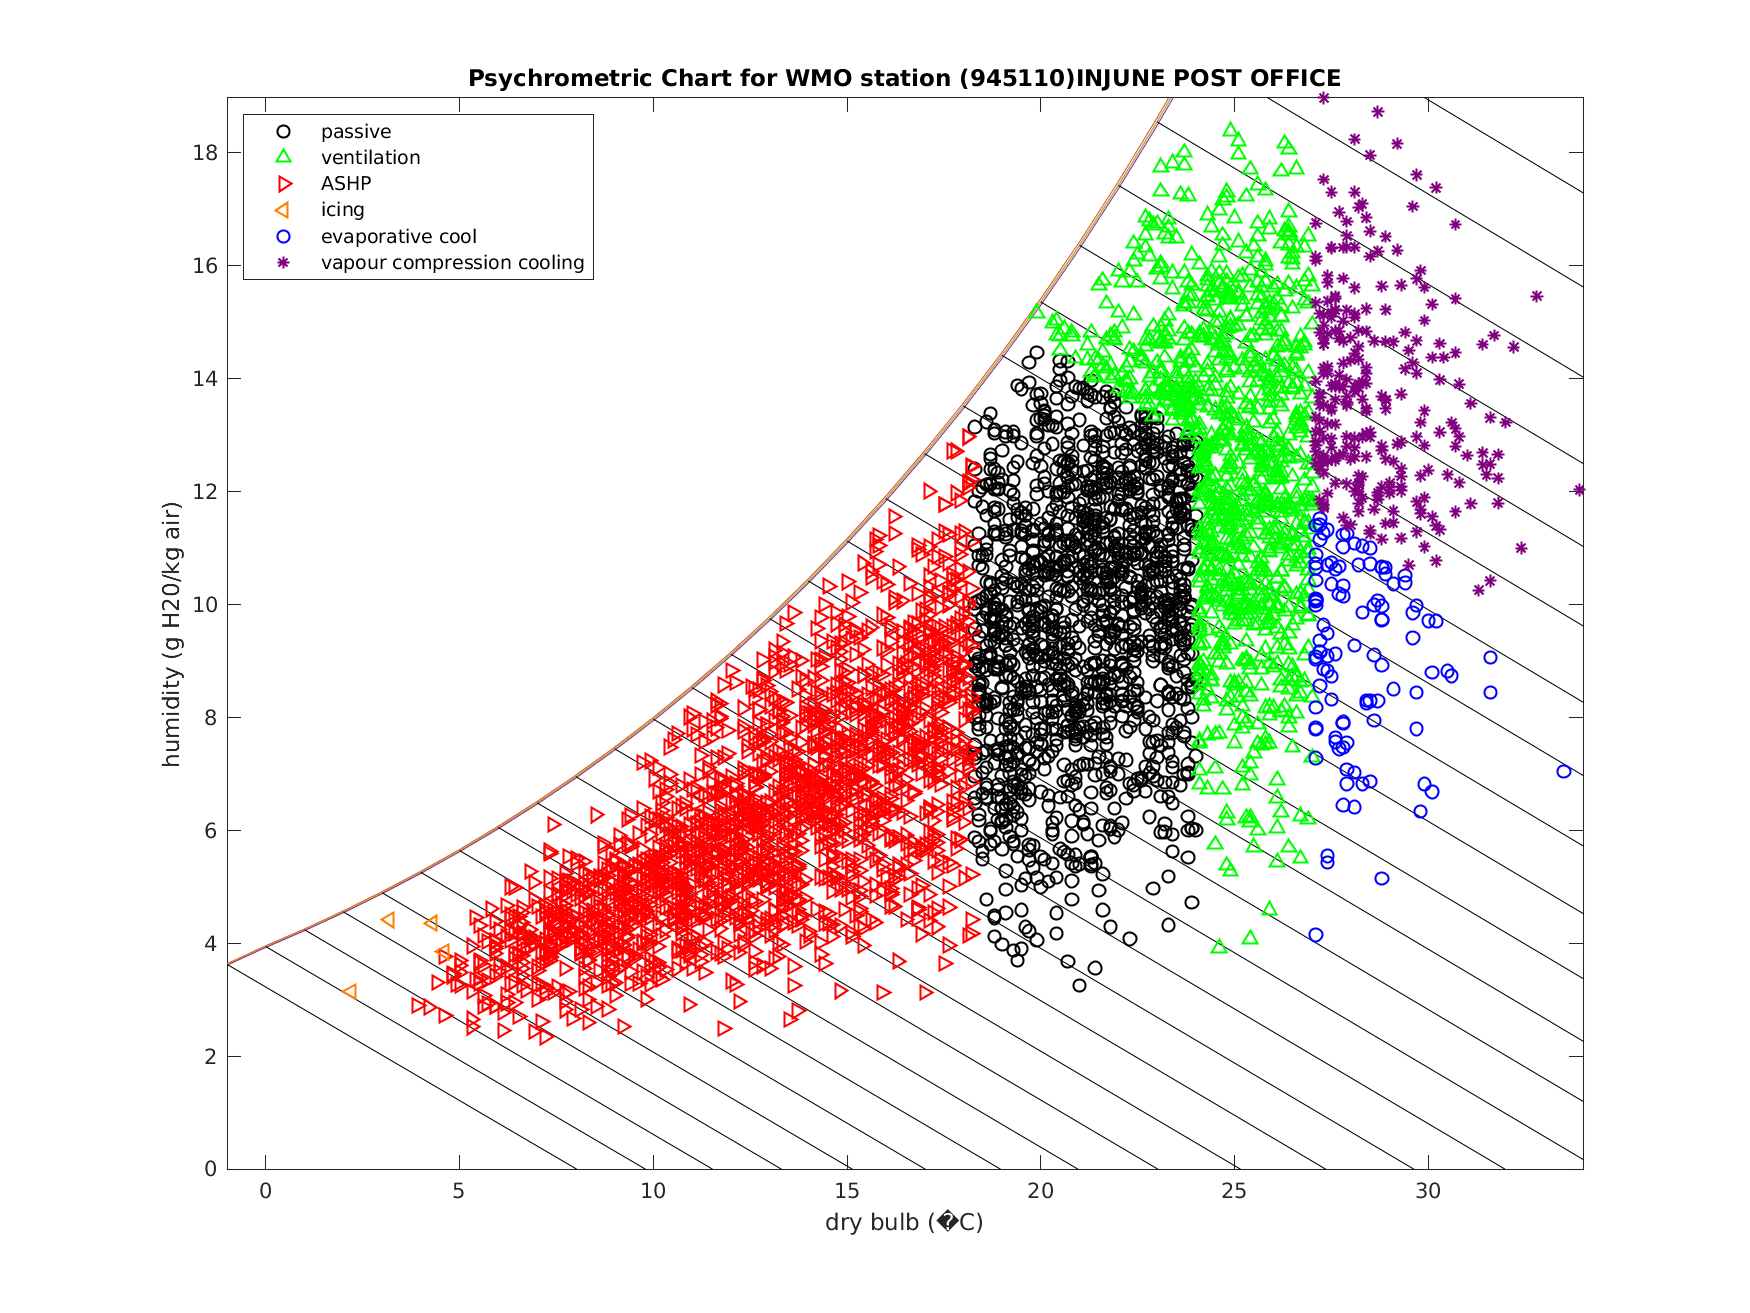 Psychrometric Chart for WMO station (945110)INJUNE POST OFFICE
passive
ventilation
ASHP
icing
evaporative cool
vapour compression cooling
humidity (g H20/kg air)
18
16
14
12
10
8
6
4
2
0
0 5 10 15 20 25 30
dry bulb (�C)